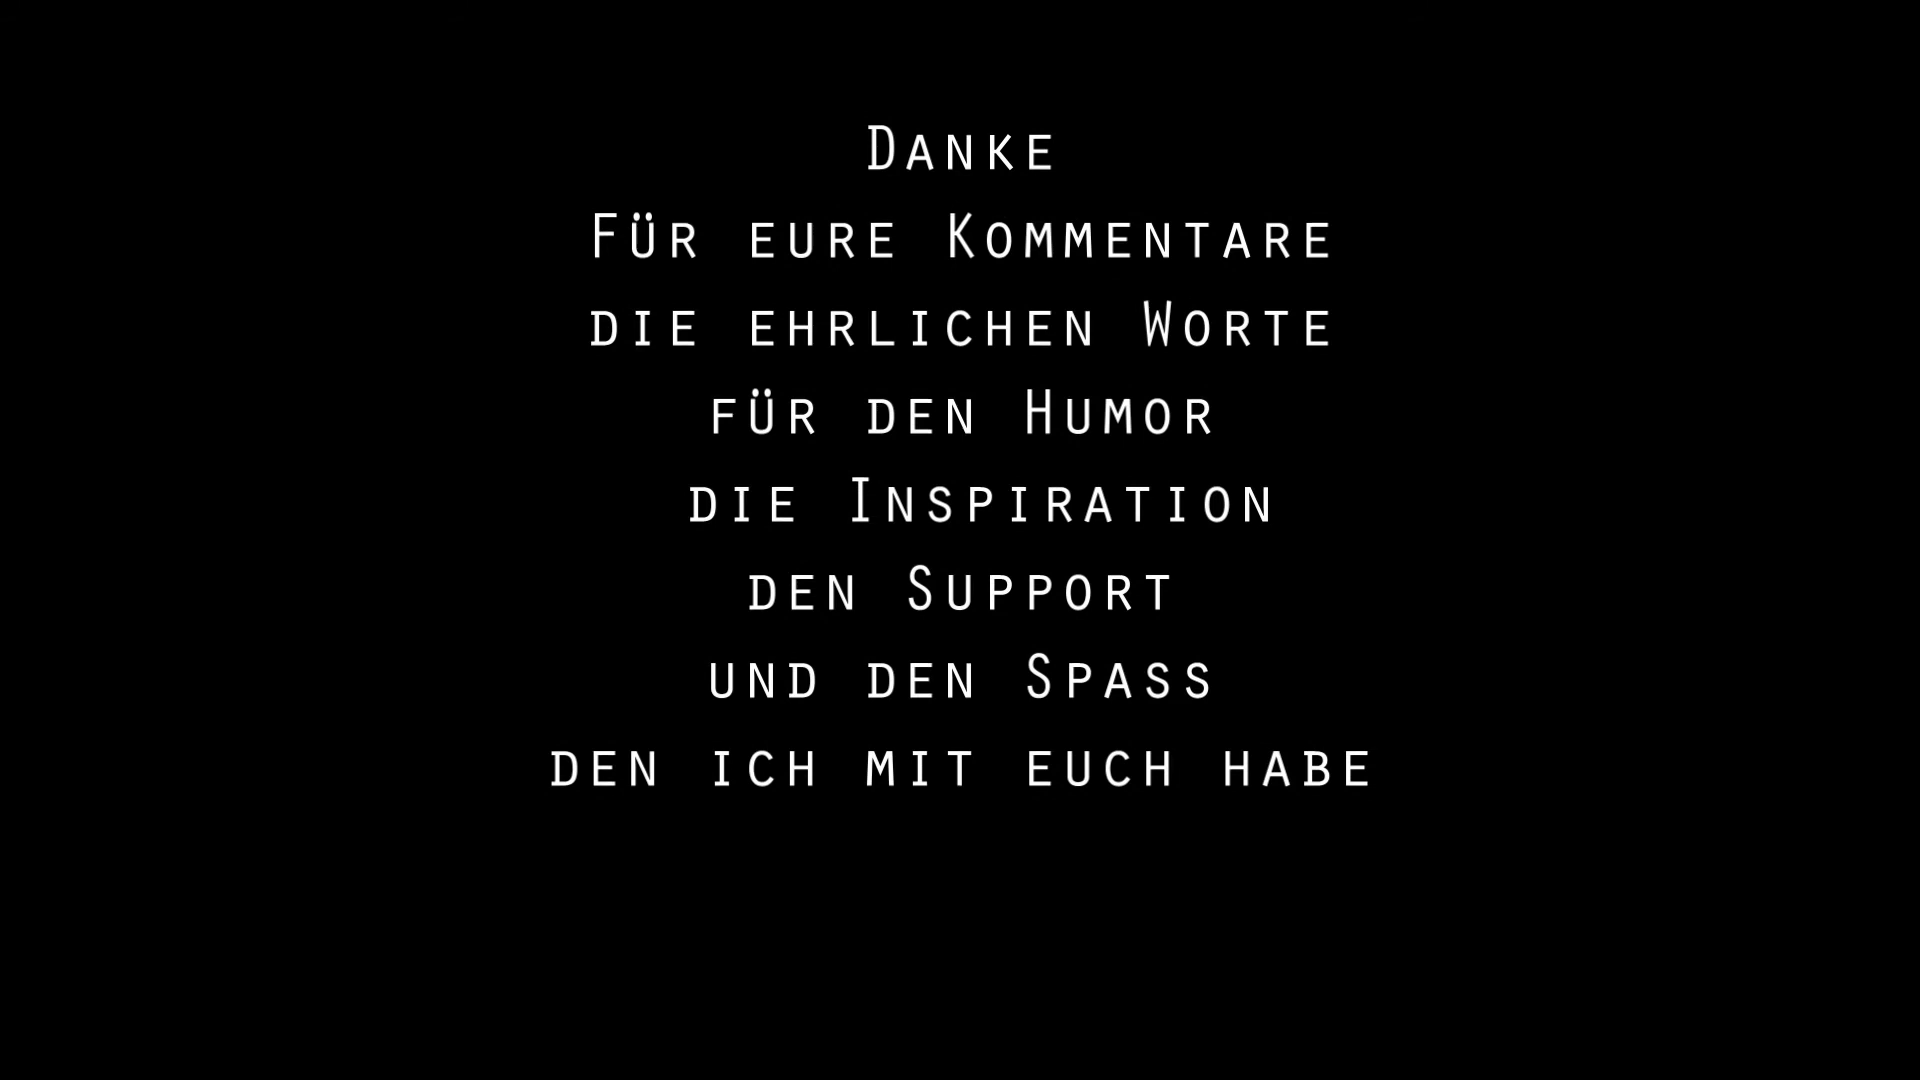 Danke
Für eure Kommentare
die ehrlichen Worte
für den Humor
die Inspiration
den Support
und den Spass
den ich mit euch habe